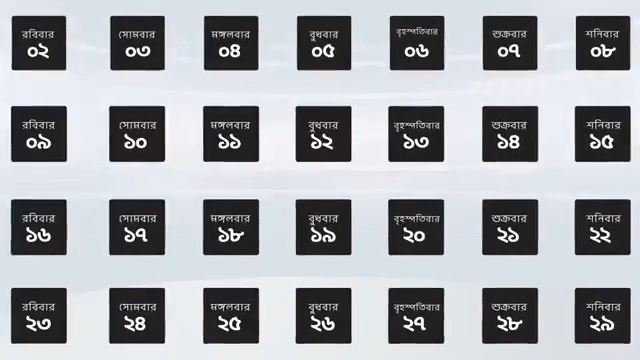 রবিবার সোমবার মঙ্গলবার বুধবার বৃহস্পতিবার শুক্রবার শনিবার
০২ ০৩ ০৪ ০৫ ০৬ ০৭ ০৮
রবিবার সোমবার মঙ্গলবার বুধবার বৃহস্পতিবার শুক্রবার শনিবার
০৯ ১০ ১১ ১২ ১৩ ১৪ ১৫
রবিবার সোমবার মঙ্গলবার বুধবার বৃহস্পতিবার শুক্রবার শনিবার
১৬ ১৭ ১৮ ১৯ ২০ ২১ ২২
রবিবার সোমবার মঙ্গলবার বুধবার বৃহস্পতিবার শুক্রবার শনিবার
২৩ ২৪ ২৫ ২৬ ২৭ ২৮ ২৯